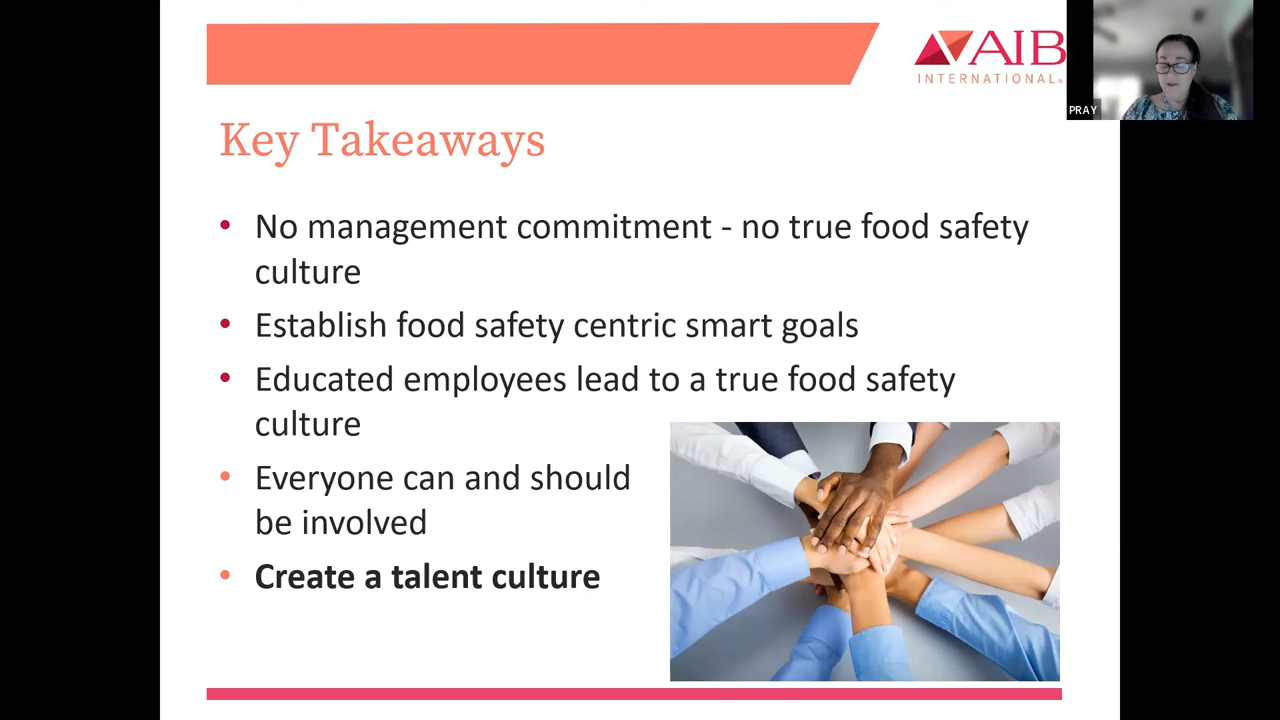 AIB
INTERNATIONAL®
PRAY
Key Takeaways
• No management commitment - no true food safety
culture
• Establish food safety centric smart goals
• Educated employees lead to a true food safety
culture
• Everyone can and should
be involved
• Create a talent culture